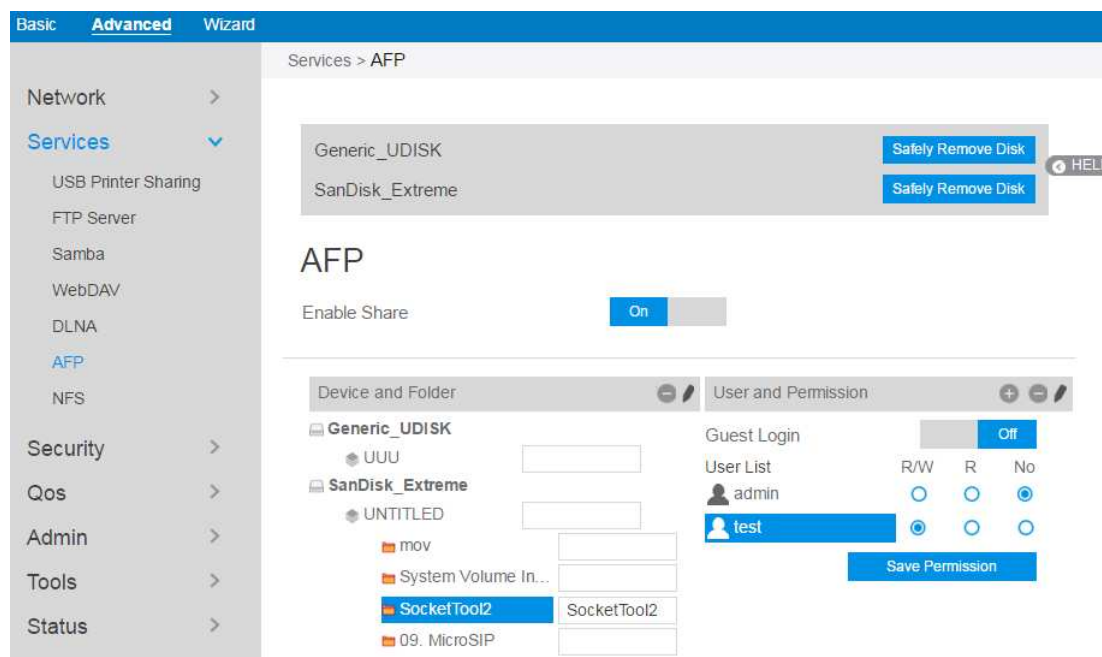 Basic Advanced Wizard
Services > AFP
Network
Services
USB Printer Sharing
FTP Server
Samba
WebDAV
DLNA
AFP
NFS
Security
Qos
Admin
Tools
Status
Generic_UDISK Safely Remove Disk
SanDisk_Extreme Safely Remove Disk
HEL
AFP
Enable Share On
Device and Folder
Generic_UDISK
UUU
SanDisk_Extreme
UNTITLED
mov
System Volume In...
SocketTool2 SocketTool2
09. MicroSIP
User and Permission
Guest Login Off
User List R/W R No
admin
test
Save Permission